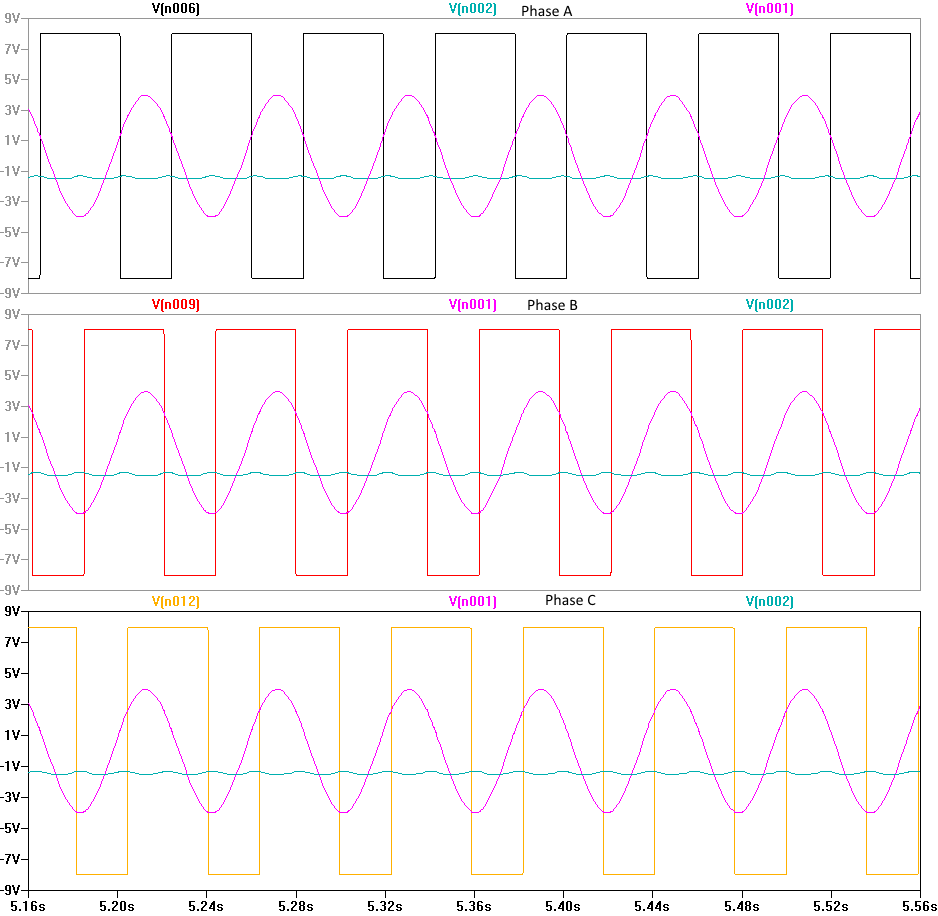 V(n006) V(n002) Phase A V(n001)
9V
7V
5V
3V
1V
-1V
-3V
-5V
-7V
-9V
V(n009) V(n001) Phase B V(n002)
9V
7V
5V
3V
1V
-1V
-3V
-5V
-7V
-9V
V(n012) V(n001) Phase C V(n002)
9V
7V
5V
3V
1V
-1V
-3V
-5V
-7V
-9V
5.16s 5.20s 5.24s 5.28s 5.32s 5.36s 5.40s 5.44s 5.48s 5.52s 5.56s